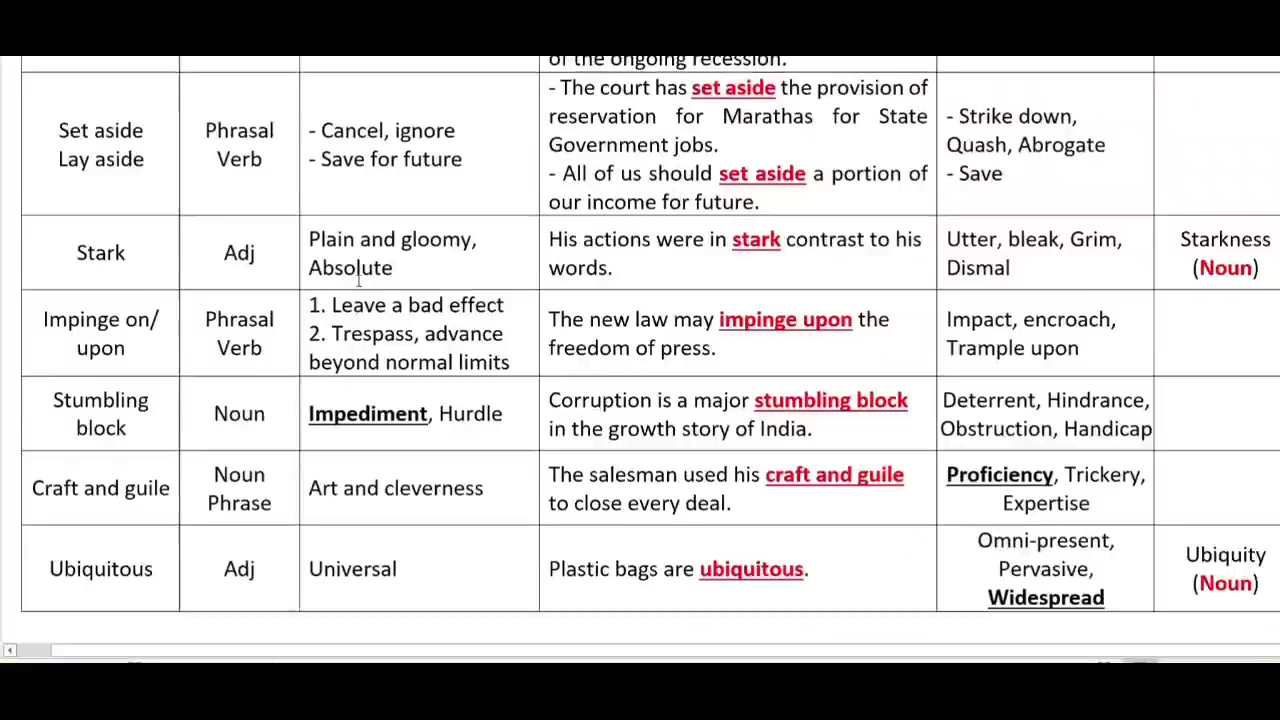 of the ongoing recession.
Set aside
Lay aside
Phrasal
Verb
- Cancel, ignore
- Save for future
- The court has set aside the provision of
reservation for Marathas for State
Government jobs.
- All of us should set aside a portion of
our income for future.
- Strike down,
Quash, Abrogate
- Save
Stark
Adj
Plain and gloomy,
Absolute
His actions were in stark contrast to his
words.
Utter, bleak, Grim,
Dismal
Starkness
(Noun)
Impinge on/
upon
Phrasal
Verb
1. Leave a bad effect
2. Trespass, advance
beyond normal limits
The new law may impinge upon the
freedom of press.
Impact, encroach,
Trample upon
Stumbling
block
Noun
Impediment, Hurdle
Corruption is a major stumbling block
in the growth story of India.
Deterrent, Hindrance,
Obstruction, Handicap
Craft and guile
Noun
Phrase
Art and cleverness
The salesman used his craft and guile
to close every deal.
Proficiency, Trickery,
Expertise
Ubiquitous
Adj
Universal
Plastic bags are ubiquitous.
Omni-present,
Pervasive,
Widespread
Ubiquity
(Noun)